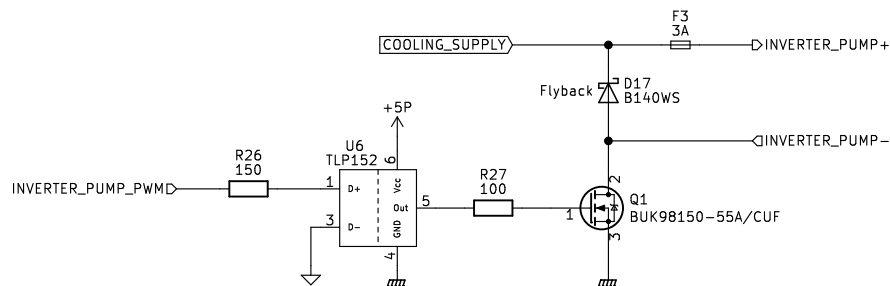 F3
3A
COOLING_SUPPLY
INVERTER_PUMP+
Flyback
D17
B140WS
+5P
INVERTER_PUMP-
U6
TLP152
6
R26
150
Vcc
R27
100
2
INVERTER_PUMP_PWM
1
D+
5
Out
Q1
1
BUK98150-55A/CUF
3
D-
GND
4
3